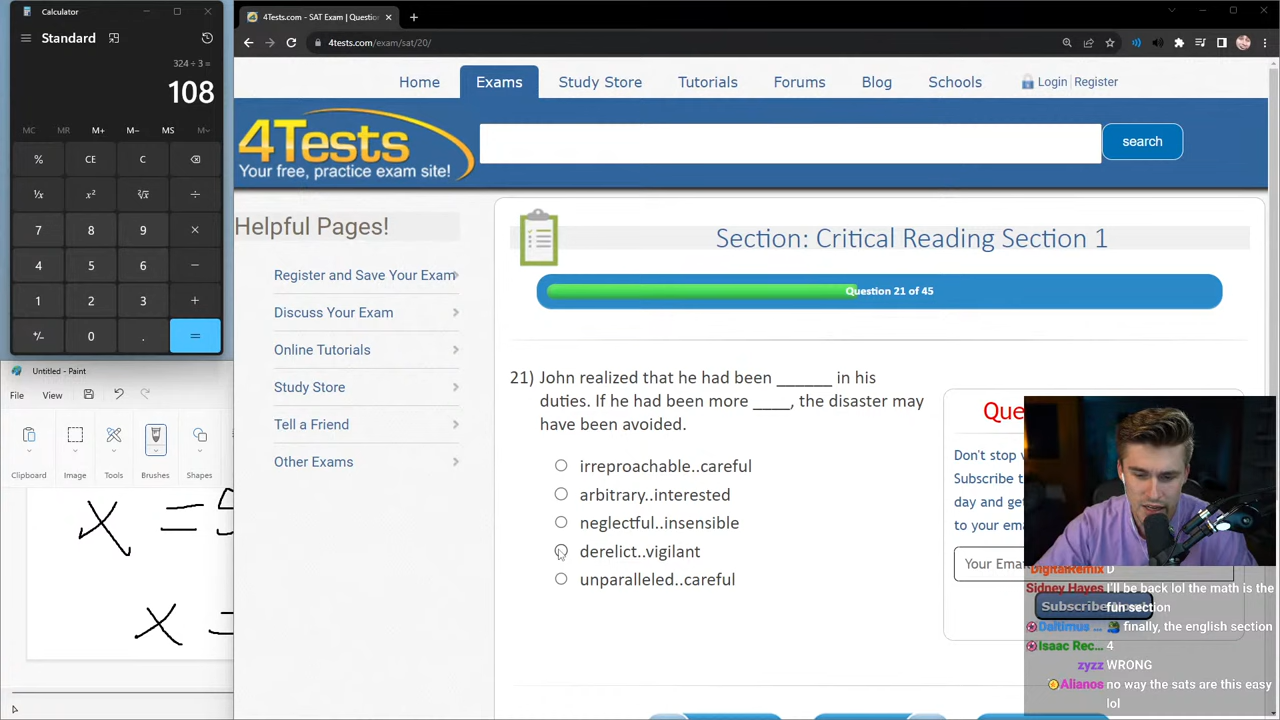 Calculator
Standard
324 ÷ 3 =
108
MC MR M+ M− MS M˅
% CE C
¹/x x² ²√x ÷
7 8 9 ×
4 5 6 −
1 2 3 +
+/− 0 . =
Untitled - Paint
File View
Clipboard Image Tools Brushes Shapes
x = 5
x =
4Tests.com - SAT Exam | Question
4tests.com/exam/sat/20/
Home Exams Study Store Tutorials Forums Blog Schools Login | Register
4Tests
Your free, practice exam site!
search
Helpful Pages!
Register and Save Your Exam
Discuss Your Exam
Online Tutorials
Study Store
Tell a Friend
Other Exams
Section: Critical Reading Section 1
Question 21 of 45
21) John realized that he had been ______ in his
duties. If he had been more ____, the disaster may
have been avoided.
irreproachable..careful
arbitrary..interested
neglectful..insensible
derelict..vigilant
unparalleled..careful
Que
Don't stop
Subscribe t
day and get
to your ema
Your Ema
Subscribe
DigitalRemix D
Sidney Hayes I'll be back lol the math is the
fun section
Daltimus ... finally, the english section
Isaac Rec... 4
zyzz WRONG
Alianos no way the sats are this easy
lol